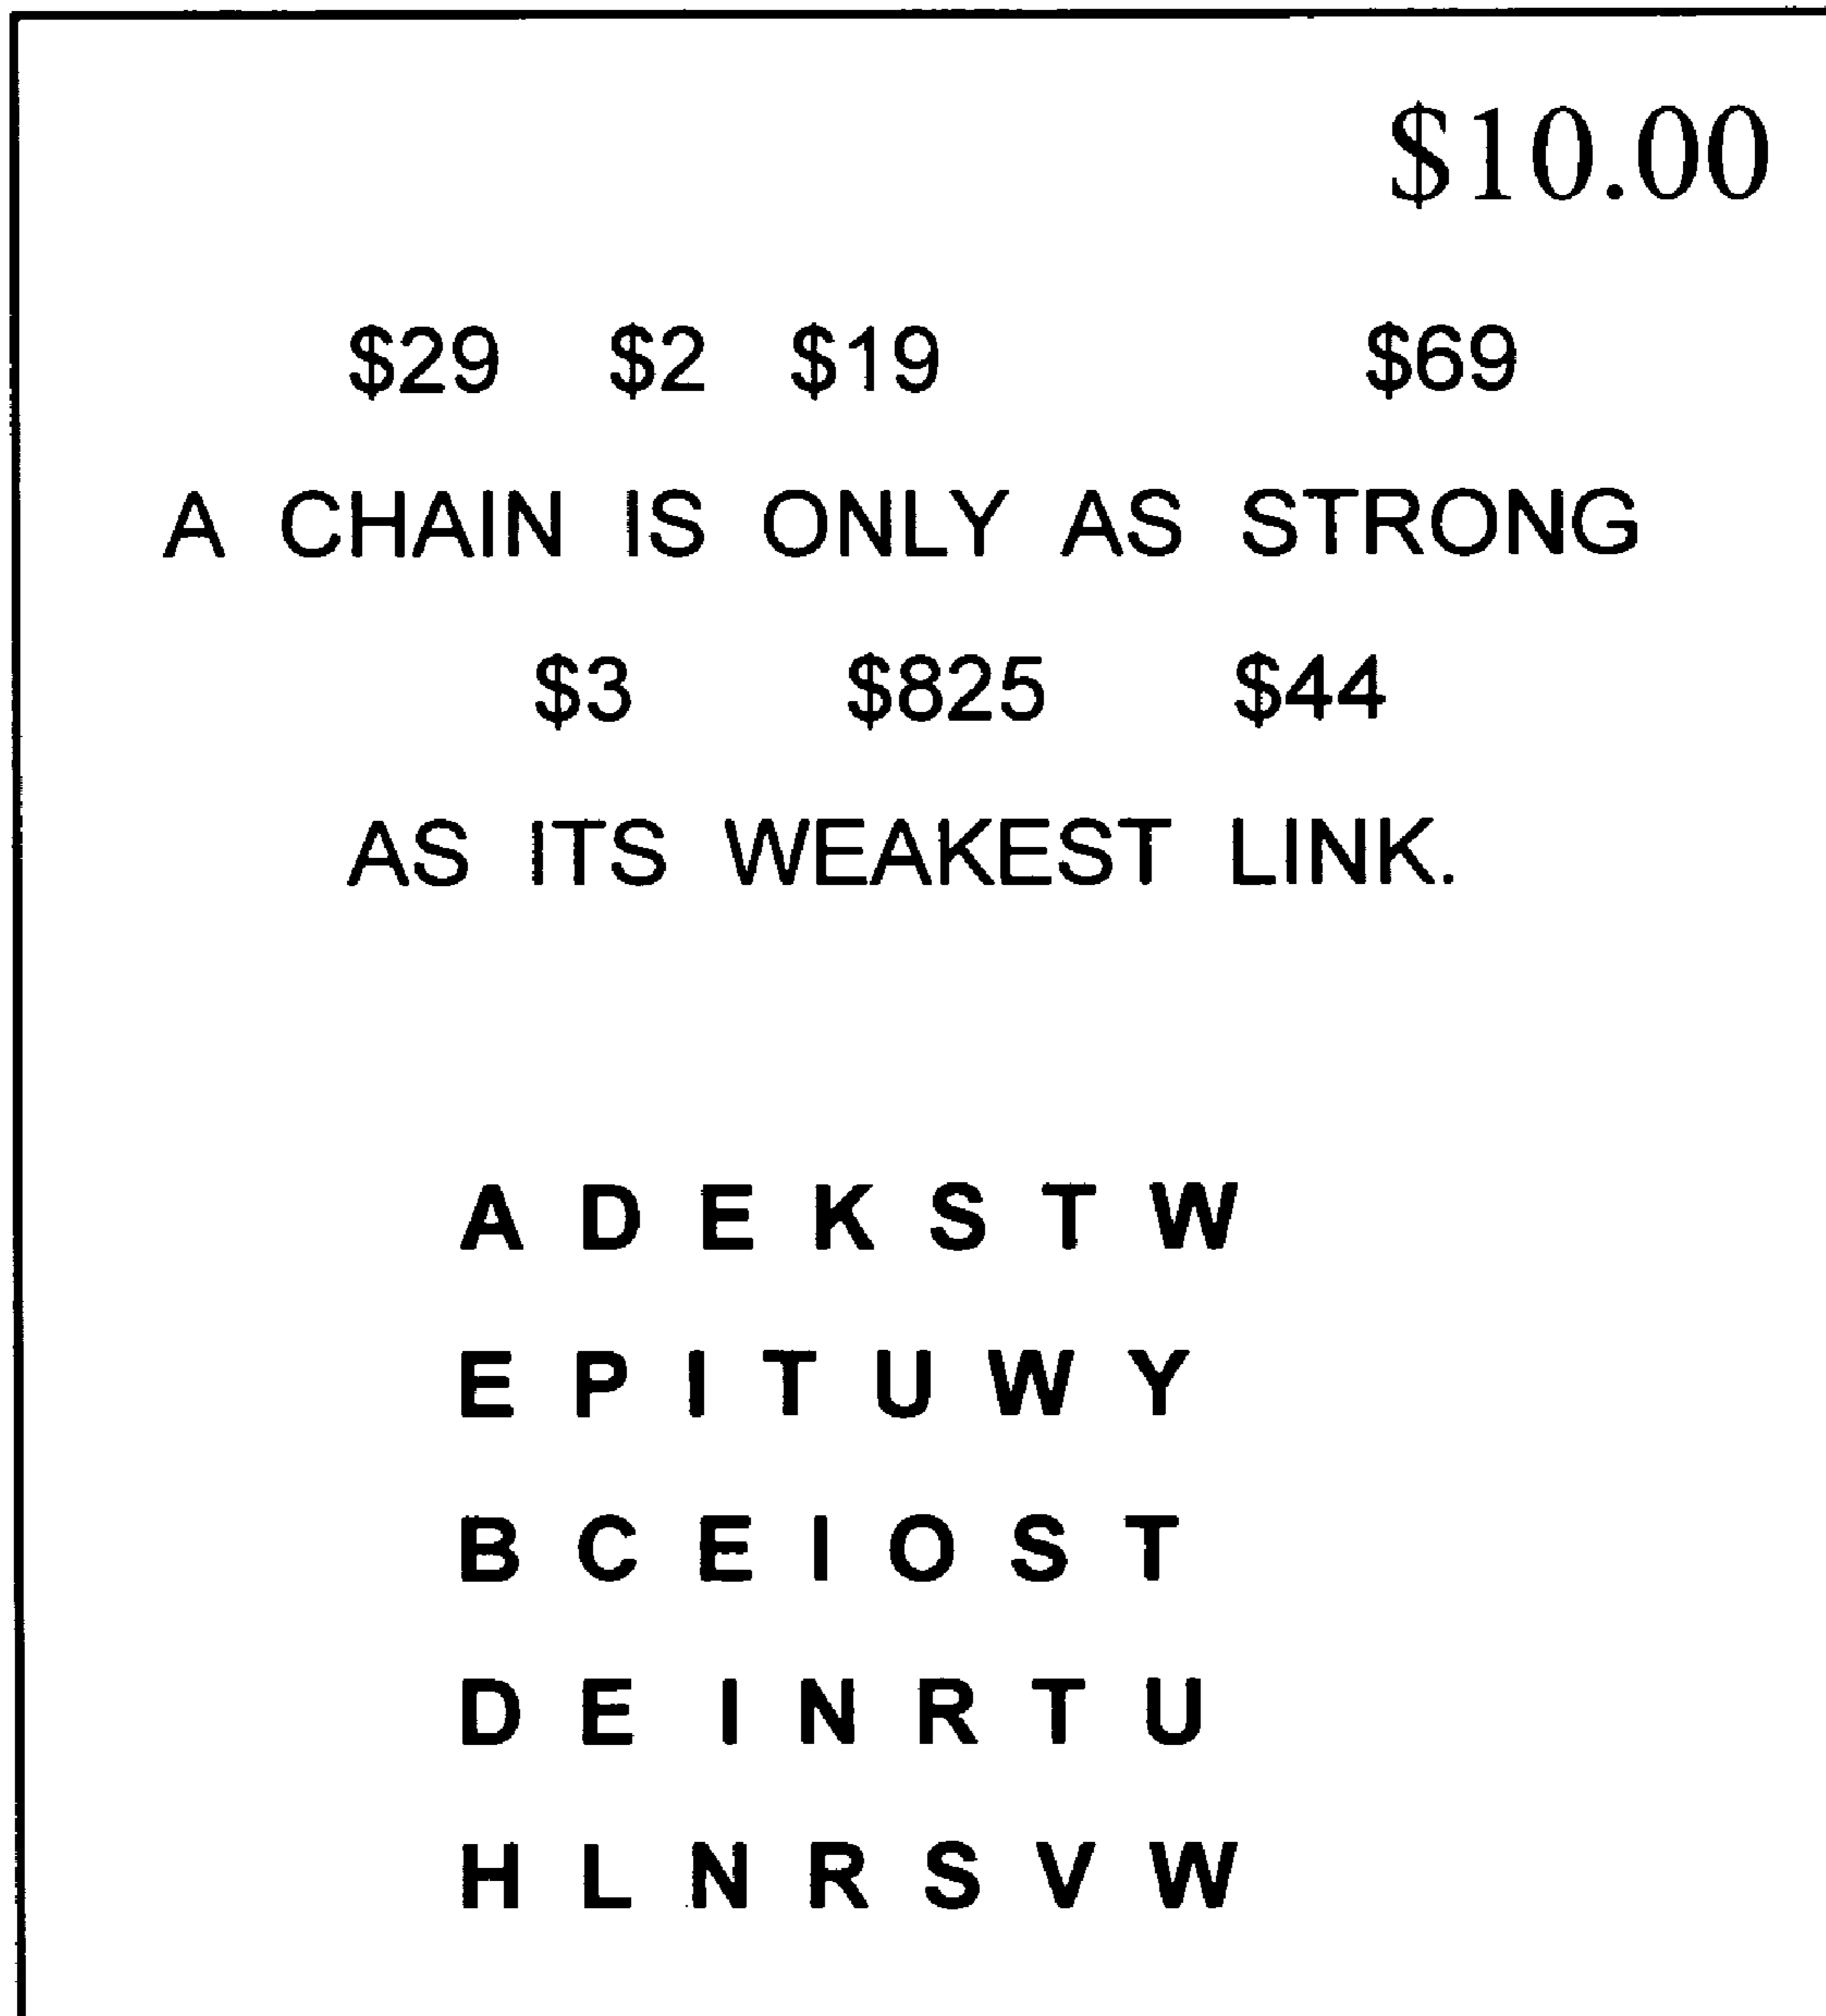 $10.00
$29 $2 $19 $69
A CHAIN IS ONLY AS STRONG
$3 $825 $44
AS ITS WEAKEST LINK.
A D E K S T W
E P I T U W Y
B C E I O S T
D E I N R T U
H L N R S V W